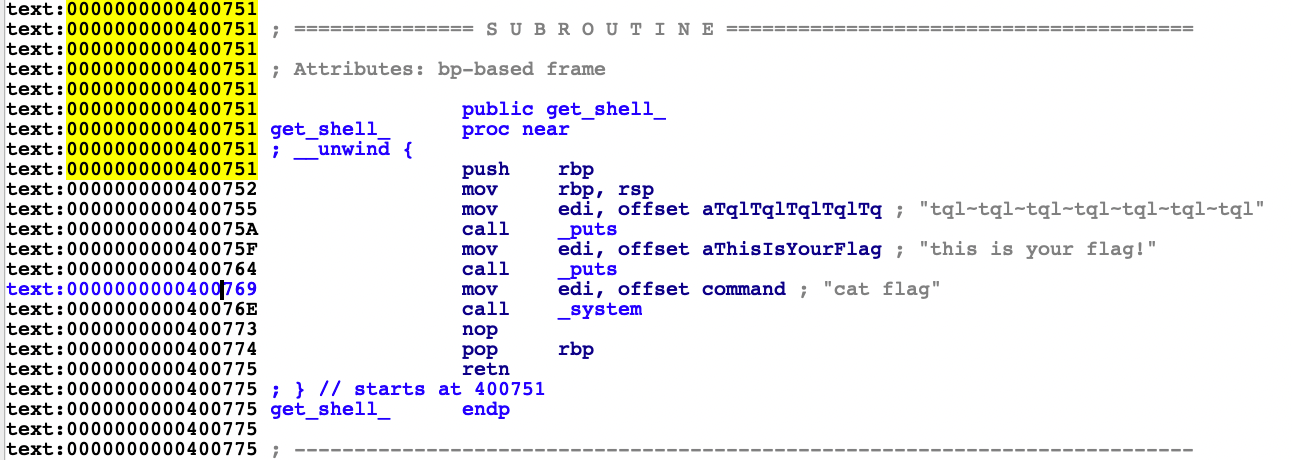 text:0000000000400751
text:0000000000400751 ; =============== S U B R O U T I N E =======================================
text:0000000000400751
text:0000000000400751 ; Attributes: bp-based frame
text:0000000000400751
text:0000000000400751                 public get_shell_
text:0000000000400751 get_shell_      proc near
text:0000000000400751 ; __unwind {
text:0000000000400751                 push    rbp
text:0000000000400752                 mov     rbp, rsp
text:0000000000400755                 mov     edi, offset aTqlTqlTqlTqlTq ; "tql~tql~tql~tql~tql~tql~tql"
text:000000000040075A                 call    _puts
text:000000000040075F                 mov     edi, offset aThisIsYourFlag ; "this is your flag!"
text:0000000000400764                 call    _puts
text:0000000000400769                 mov     edi, offset command ; "cat flag"
text:000000000040076E                 call    _system
text:0000000000400773                 nop
text:0000000000400774                 pop     rbp
text:0000000000400775                 retn
text:0000000000400775 ; } // starts at 400751
text:0000000000400775 get_shell_      endp
text:0000000000400775
text:0000000000400775 ; ---------------------------------------------------------------------------